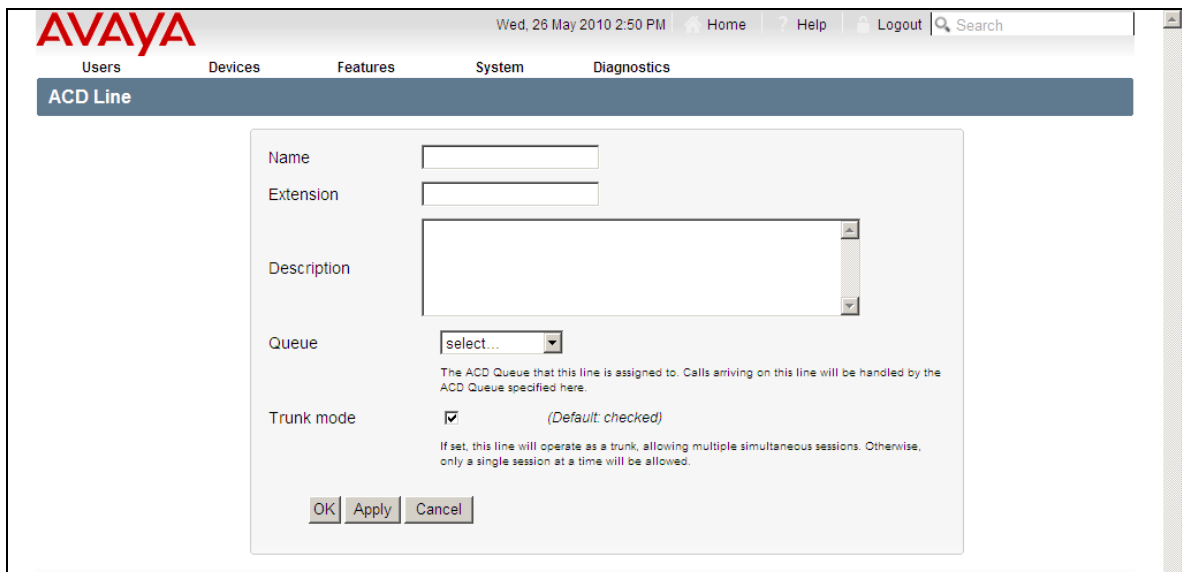 AVAYA
Wed, 26 May 2010 2:50 PM Home ? Help Logout Search
Users Devices Features System Diagnostics
ACD Line
Name
Extension
Description
Queue select...
The ACD Queue that this line is assigned to. Calls arriving on this line will be handled by the
ACD Queue specified here.
Trunk mode (Default: checked)
If set, this line will operate as a trunk, allowing multiple simultaneous sessions. Otherwise,
only a single session at a time will be allowed.
OK Apply Cancel